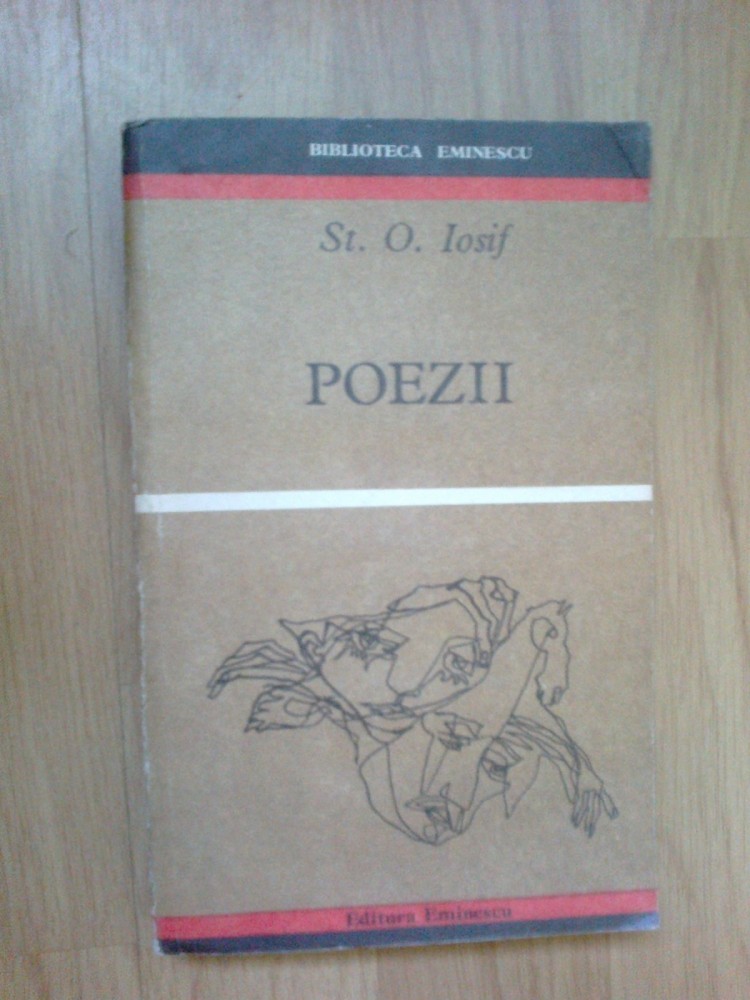 BIBLIOTECA EMINESCU
St. O. Iosif
POEZII
Editura Eminescu